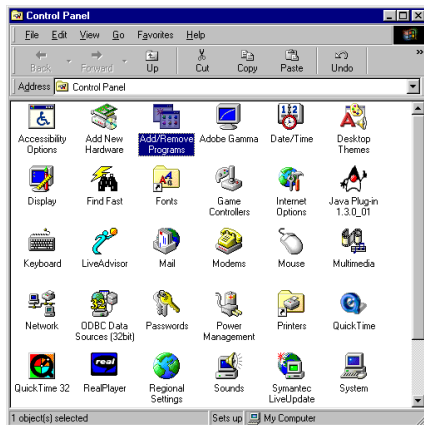 Control Panel
File Edit View Go Favorites Help
Back Forward Up Cut Copy Paste Undo »
Address Control Panel
Accessibility Options
Add New Hardware
Add/Remove Programs
Adobe Gamma
Date/Time
Desktop Themes
Display
Find Fast
Fonts
Game Controllers
Internet Options
Java Plug-in 1.3.0_01
Keyboard
LiveAdvisor
Mail
Modems
Mouse
Multimedia
Network
ODBC Data Sources (32bit)
Passwords
Power Management
Printers
QuickTime
QuickTime 32
RealPlayer
Regional Settings
Sounds
Symantec LiveUpdate
System
1 object(s) selected Sets up My Computer